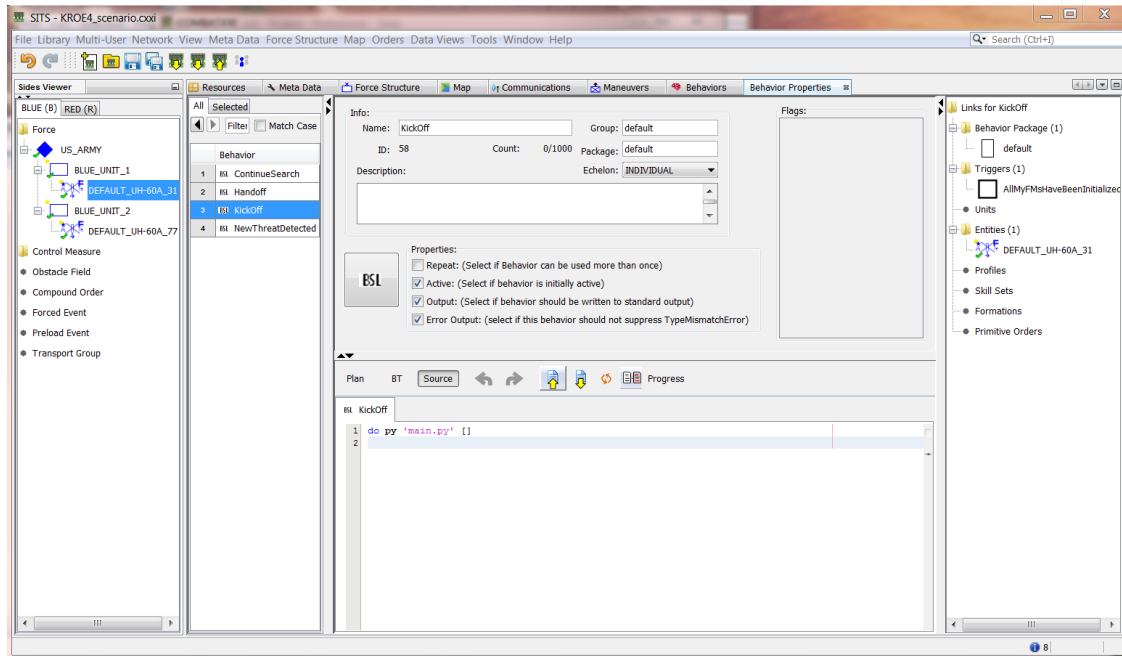 SITS - KROE4_scenario.cxxi
File Library Multi-User Network View Meta Data Force Structure Map Orders Data Views Tools Window Help
Search (Ctrl+I)
Sides Viewer
BLUE (B) RED (R)
Force
US_ARMY
BLUE_UNIT_1
DEFAULT_UH-60A_31
BLUE_UNIT_2
DEFAULT_UH-60A_77
Control Measure
Obstacle Field
Compound Order
Forced Event
Preload Event
Transport Group
Resources Meta Data Force Structure Map Communications Maneuvers Behaviors Behavior Properties
All Selected
Filter Match Case
Behavior
1 BSL ContinueSearch
2 BSL Handoff
3 BSL KickOff
4 BSL NewThreatDetected
Info:
Name: KickOff Group: default
ID: 58 Count: 0/1000 Package: default
Description: Echelon: INDIVIDUAL
Flags:
Properties:
BSL
Repeat: (Select if Behavior can be used more than once)
Active: (Select if behavior is initially active)
Output: (Select if behavior should be written to standard output)
Error Output: (select if this behavior should not suppress TypeMismatchError)
Plan BT Source Progress
BSL KickOff
1 do py 'main.py' []
2
Links for KickOff
Behavior Package (1)
default
Triggers (1)
AllMyFMsHaveBeenInitialized
Units
Entities (1)
DEFAULT_UH-60A_31
Profiles
Skill Sets
Formations
Primitive Orders
8